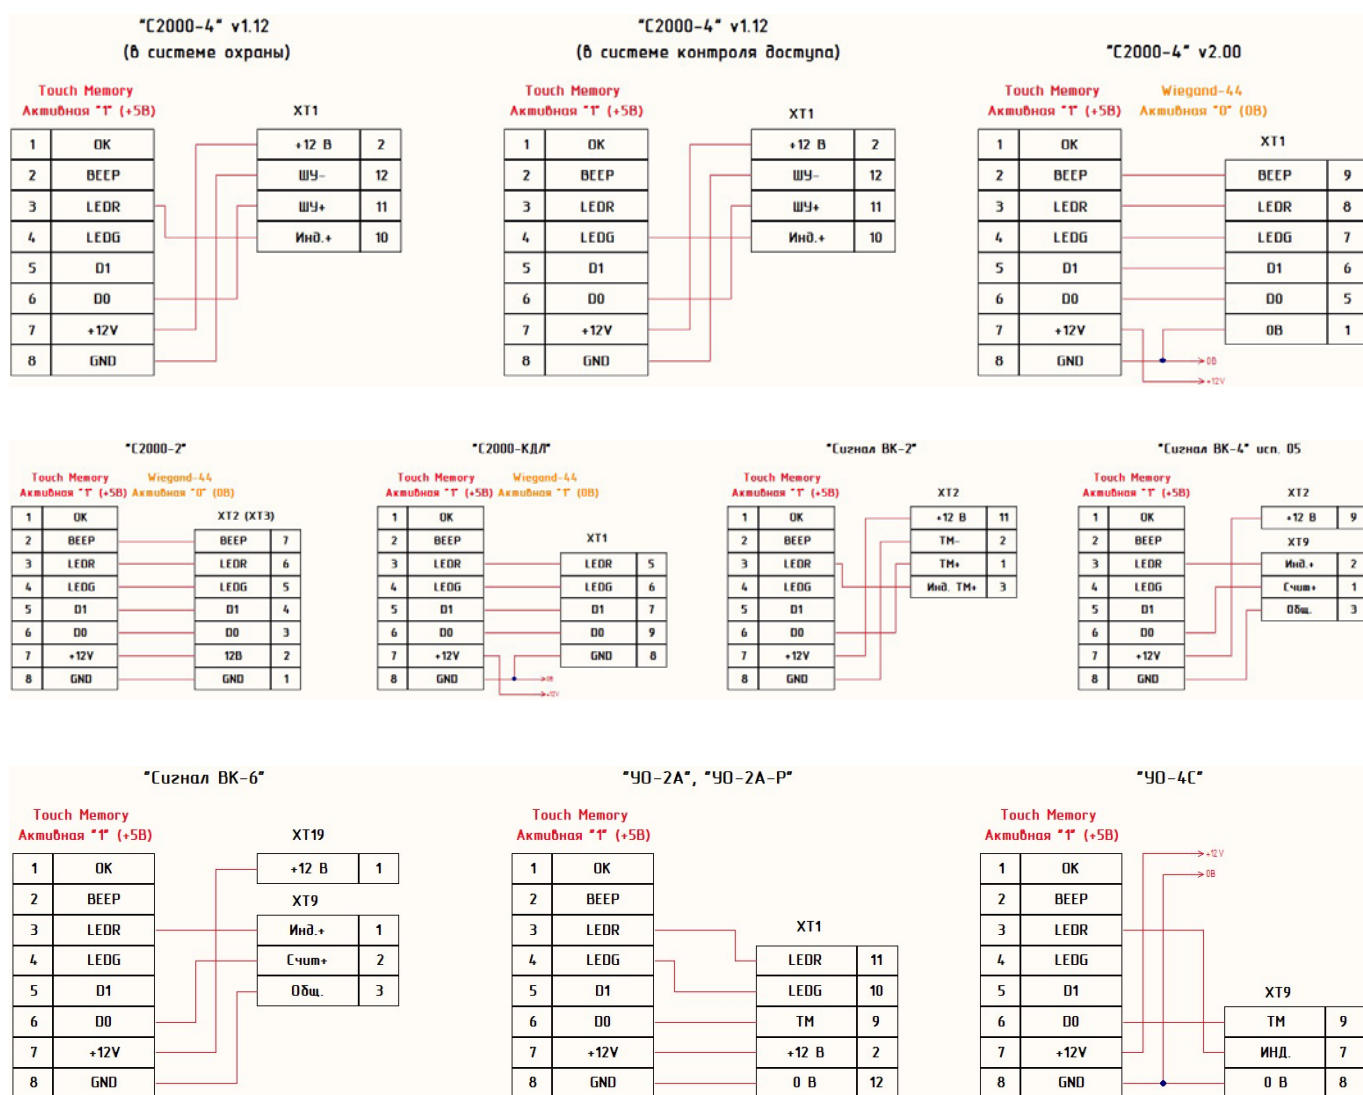 "С2000-4" v1.12
(в системе охраны)
Touch Memory
Активная "1" (+5В)
XT1
1 OK
2 BEEP
3 LEDR
4 LEDG
5 D1
6 D0
7 +12V
8 GND
+12 В 2
ШУ- 12
ШУ+ 11
Инд.+ 10
"С2000-4" v1.12
(в системе контроля доступа)
Touch Memory
Активная "1" (+5В)
XT1
1 OK
2 BEEP
3 LEDR
4 LEDG
5 D1
6 D0
7 +12V
8 GND
+12 В 2
ШУ- 12
ШУ+ 11
Инд.+ 10
"С2000-4" v2.00
Touch Memory
Активная "1" (+5В)
Wiegand-44
Активная "0" (0В)
XT1
1 OK
2 BEEP
3 LEDR
4 LEDG
5 D1
6 D0
7 +12V
8 GND
BEEP 9
LEDR 8
LEDG 7
D1 6
D0 5
0В 1
0В
+12V
"С2000-2"
Touch Memory
Активная "1" (+5В)
Wiegand-44
Активная "0" (0В)
XT2 (XT3)
1 OK
2 BEEP
3 LEDR
4 LEDG
5 D1
6 D0
7 +12V
8 GND
BEEP 7
LEDR 6
LEDG 5
D1 4
D0 3
12В 2
GND 1
"С2000-КДЛ"
Touch Memory
Активная "1" (+5В)
Wiegand-44
Активная "1" (0В)
XT1
1 OK
2 BEEP
3 LEDR
4 LEDG
5 D1
6 D0
7 +12V
8 GND
LEDR 5
LEDG 6
D1 7
D0 9
GND 8
0В
+12V
"Сигнал ВК-2"
Touch Memory
Активная "1" (+5В)
XT2
1 OK
2 BEEP
3 LEDR
4 LEDG
5 D1
6 D0
7 +12V
8 GND
+12 В 11
TM- 2
TM+ 1
Инд. TM+ 3
"Сигнал ВК-4" исп. 05
Touch Memory
Активная "1" (+5В)
XT2
1 OK
2 BEEP
3 LEDR
4 LEDG
5 D1
6 D0
7 +12V
8 GND
+12 В 9
XT9
Инд.+ 2
Счит+ 1
Общ. 3
"Сигнал ВК-6"
Touch Memory
Активная "1" (+5В)
XT19
1 OK
2 BEEP
3 LEDR
4 LEDG
5 D1
6 D0
7 +12V
8 GND
+12 В 1
XT9
Инд.+ 1
Счит+ 2
Общ. 3
"УО-2А", "УО-2А-Р"
Touch Memory
Активная "1" (+5В)
1 OK
2 BEEP
3 LEDR
4 LEDG
5 D1
6 D0
7 +12V
8 GND
XT1
LEDR 11
LEDG 10
TM 9
+12 В 2
0 В 12
"УО-4С"
Touch Memory
Активная "1" (+5В)
+12 V
0В
1 OK
2 BEEP
3 LEDR
4 LEDG
5 D1
6 D0
7 +12V
8 GND
XT9
TM 9
ИНД. 7
0 В 8